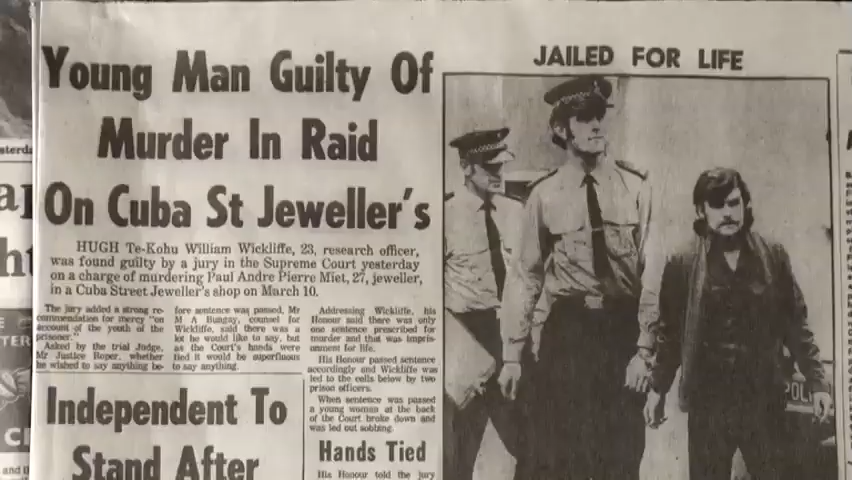 Young Man Guilty Of
Murder In Raid
On Cuba St Jeweller's
HUGH Te-Kohu William Wickliffe, 23, research officer,
was found guilty by a jury in the Supreme Court yesterday
on a charge of murdering Paul Andre Pierre Miet, 27, jeweller,
in a Cuba Street Jeweller's shop on March 10.
The jury added a strong re-
commendation for mercy "on
account of the youth of the
prisoner."
Asked by the trial Judge,
Mr Justice Roper, whether
he wished to say anything be-
fore sentence was passed, Mr
M A Bungay, counsel for
Wickliffe, said there was a
lot he would like to say, but
as the Court's hands were
tied it would be superfluous
to say anything.
Addressing Wickliffe, his
Honour said there was only
one sentence prescribed for
murder and that was impris-
onment for life.
His Honour passed sentence
accordingly and Wickliffe was
led to the cells below by two
prison officers.
When sentence was passed
a young woman at the back
of the Court broke down and
was led out sobbing.
Hands Tied
His Honour told the jury
Independent To
Stand After
JAILED FOR LIFE
POL
sterda
ht
TER
and